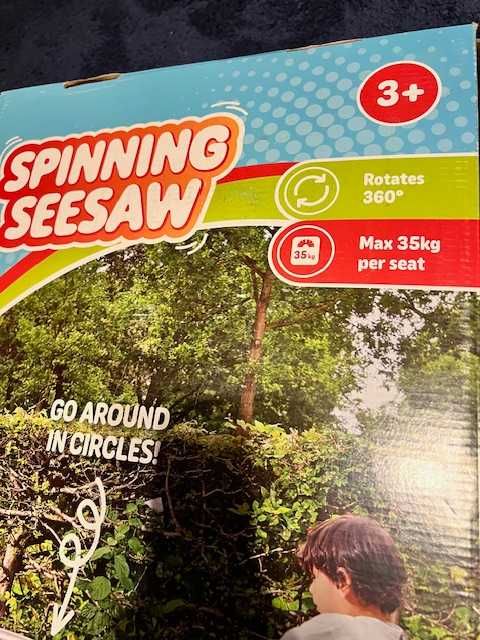 3+
SPINNING
SEESAW
Rotates
360°
35kg
Max 35kg
per seat
GO AROUND
IN CIRCLES!